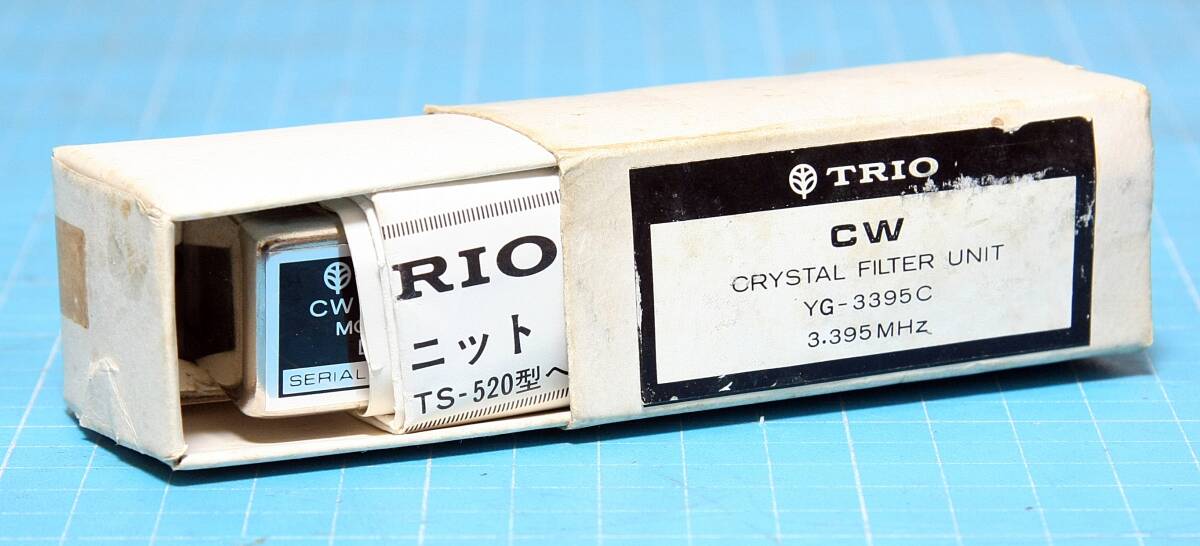 TRIO
CW
CRYSTAL FILTER UNIT
YG-3395C
3.395MHz
RIO
ニット
TS-520型へ
CW
MO
SERIAL